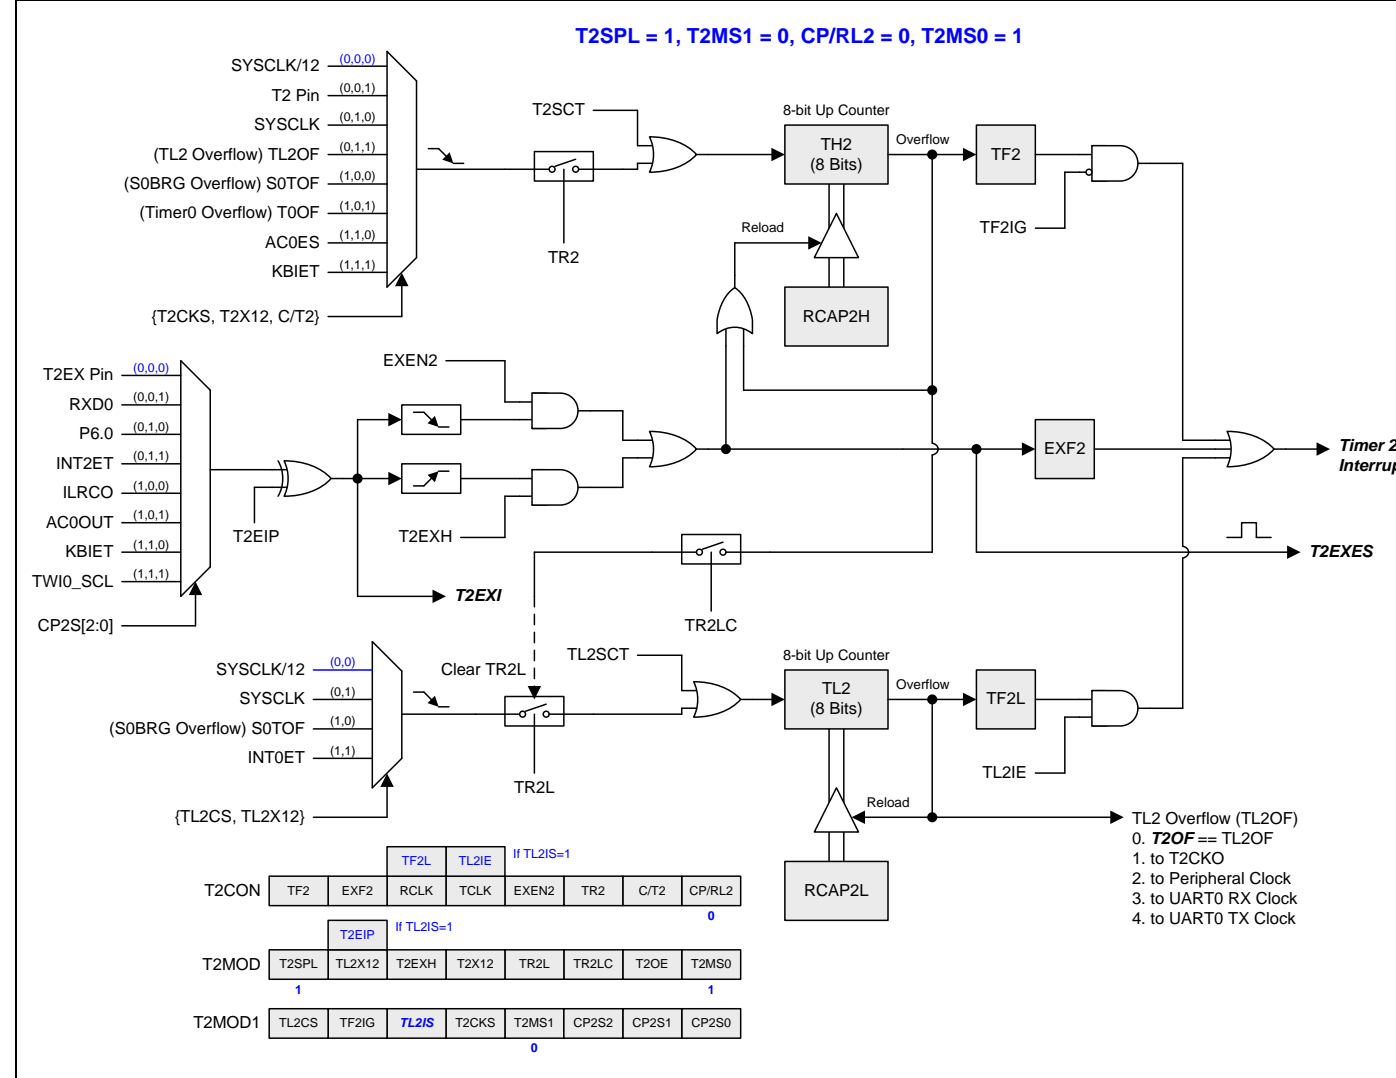 T2SPL = 1, T2MS1 = 0, CP/RL2 = 0, T2MS0 = 1
SYSCLK/12 (0,0,0)
T2 Pin (0,0,1)
SYSCLK (0,1,0)
(TL2 Overflow) TL2OF (0,1,1)
(S0BRG Overflow) S0TOF (1,0,0)
(Timer0 Overflow) T0OF (1,0,1)
AC0ES (1,1,0)
KBIET (1,1,1)
{T2CKS, T2X12, C/T2}
T2SCT
TR2
8-bit Up Counter
TH2
(8 Bits)
Overflow
TF2
TF2IG
Reload
RCAP2H
EXEN2
T2EX Pin (0,0,0)
RXD0 (0,0,1)
P6.0 (0,1,0)
INT2ET (0,1,1)
ILRCO (1,0,0)
AC0OUT (1,0,1)
KBIET (1,1,0)
TWI0_SCL (1,1,1)
CP2S[2:0]
T2EIP
T2EXH
T2EXI
EXF2
Timer 2
Interrup
T2EXES
TR2LC
SYSCLK/12 (0,0)
SYSCLK (0,1)
(S0BRG Overflow) S0TOF (1,0)
INT0ET (1,1)
{TL2CS, TL2X12}
Clear TR2L
TR2L
TL2SCT
8-bit Up Counter
TL2
(8 Bits)
Overflow
TF2L
TL2IE
Reload
RCAP2L
TL2 Overflow (TL2OF)
0. T2OF == TL2OF
1. to T2CKO
2. to Peripheral Clock
3. to UART0 RX Clock
4. to UART0 TX Clock
TF2L TL2IE If TL2IS=1
T2CON TF2 EXF2 RCLK TCLK EXEN2 TR2 C/T2 CP/RL2
0
T2EIP If TL2IS=1
T2MOD T2SPL TL2X12 T2EXH T2X12 TR2L TR2LC T2OE T2MS0
1 1
T2MOD1 TL2CS TF2IG TL2IS T2CKS T2MS1 CP2S2 CP2S1 CP2S0
0